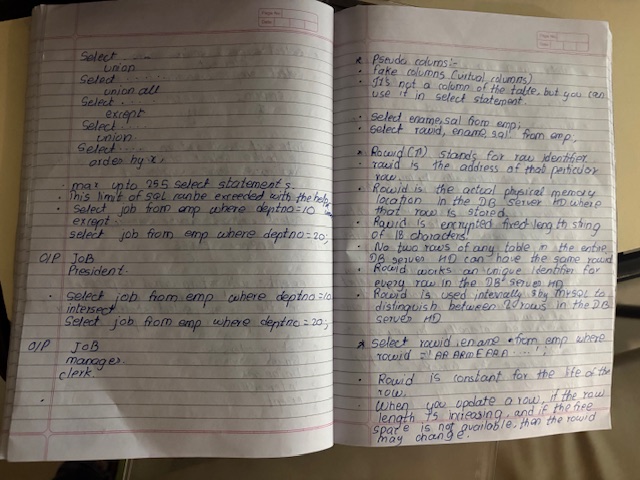 Select ....
union
Select ......
union all
Select ....
except
Select ..
union
Select ....
order by x;
. max upto 255 select statements.
. This limit of sql can be exeeded with the help
. Select job from emp where deptno=10
except
select job from emp where deptno=20;
O/P JOB
President.
. select job from emp where deptno=10
intersect
Select job from emp where deptno=20;
O/P JOB
manager.
clerk.
Page No.
Date
* Pseudo colums:-
. Fake columns (virtual columns)
. It's not a column of the table, but you can
use it in select statement.
. select ename,sal from emp;
. select rowid, ename, sal from emp;
* Rowid (π) stands for row identifier
. rowid is the address of that particular
row.
. Rowid is the actual physical memory
location in the DB server HD where
that row is stored.
. Rowid is encrypted fixed length string
of 18 characters.
. No two rows of any table in the entire
DB server HD can have the same rowid
. Rowid works an unique identifier for
every row in the DB server HD
. Rowid is used internally by MYSQL to
distinguish between 2 rows in the DB
server HD
* select rowid, ename from emp where
rowid =
. Rowid is constant for the life of the
row.
. When you update a row, if the row
length is increasing, and if the free
space is not available, than the rowid
may change.
Page No.
Date